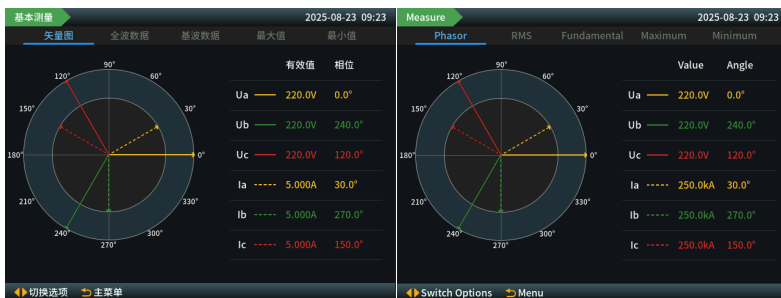 基本测量 2025-08-23 09:23
矢量图 全波数据 基波数据 最大值 最小值
有效值 相位
90°
120° 60°
150° 30°
180° 0°
210° 330°
240° 300°
270°
Ua 220.0V 0.0°
Ub 220.0V 240.0°
Uc 220.0V 120.0°
Ia 5.000A 30.0°
Ib 5.000A 270.0°
Ic 5.000A 150.0°
切换选项 主菜单
Measure 2025-08-23 09:23
Phasor RMS Fundamental Maximum Minimum
Value Angle
90°
120° 60°
150° 30°
180° 0°
210° 330°
240° 300°
270°
Ua 220.0V 0.0°
Ub 220.0V 240.0°
Uc 220.0V 120.0°
Ia 250.0kA 30.0°
Ib 250.0kA 270.0°
Ic 250.0kA 150.0°
Switch Options Menu